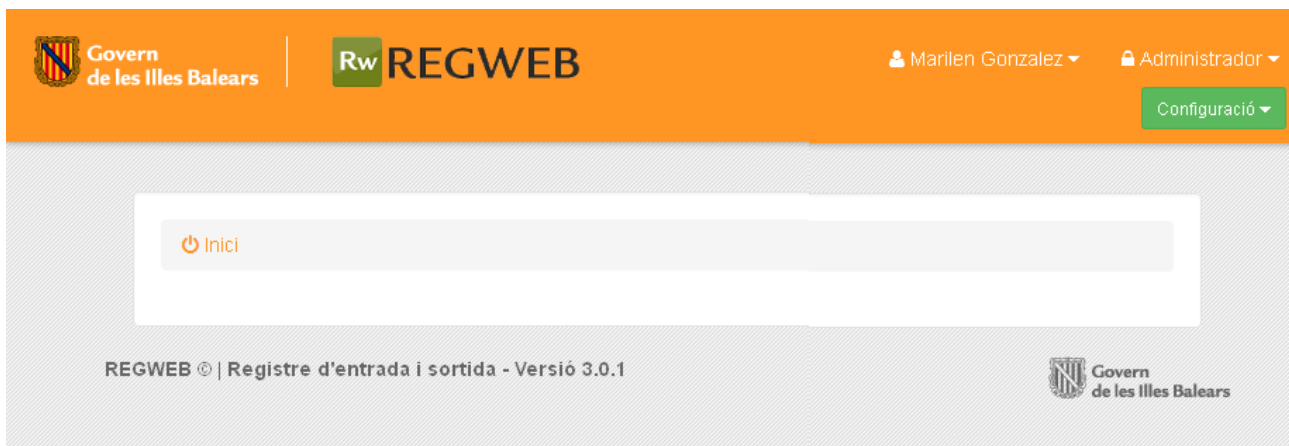 Govern
de les Illes Balears
Rw REGWEB
Marilen Gonzalez
Administrador
Configuració
Inici
REGWEB © | Registre d'entrada i sortida - Versió 3.0.1
Govern
de les Illes Balears